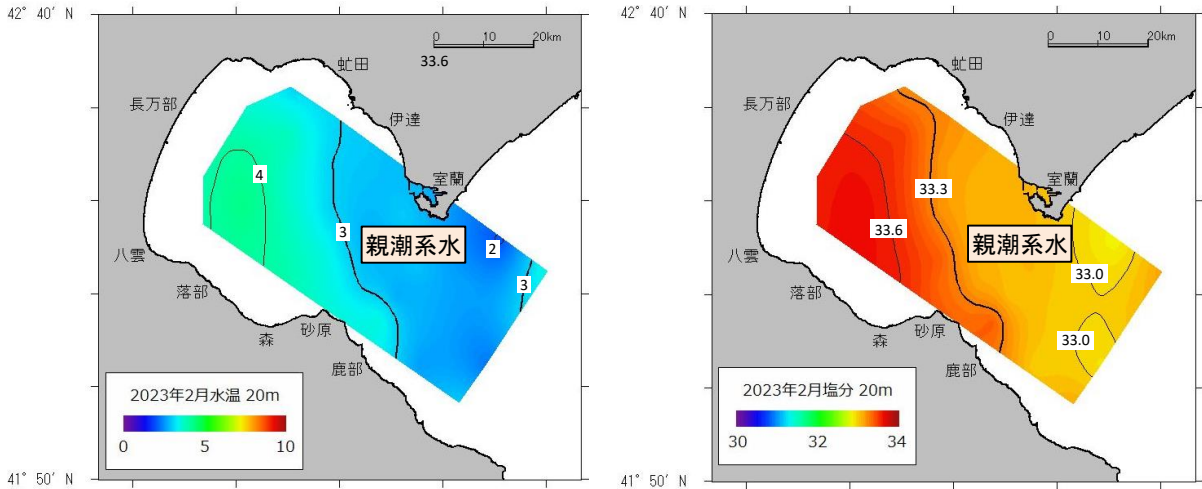 42° 40′ N
0 10 20km
33.6
虻田
長万部
伊達
4
室蘭
3
親潮系水
2
3
八雲
落部
森
砂原
鹿部
2023年2月水温 20m
0 5 10
41° 50′ N
42° 40′ N
0 10 20km
虻田
長万部
伊達
室蘭
33.3
33.6
親潮系水
33.0
八雲
落部
33.0
森
砂原
鹿部
2023年2月塩分 20m
30 32 34
41° 50′ N